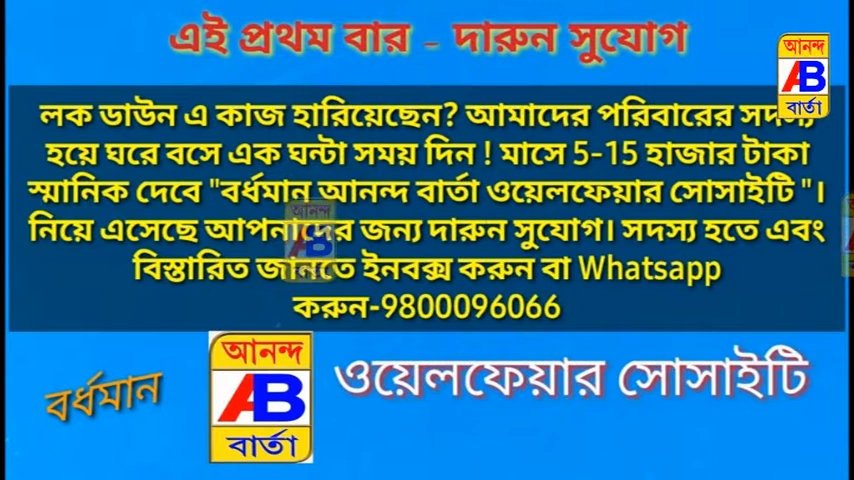 এই প্রথম বার - দারুন সুযোগ
আনন্দ
AB
বার্তা
লক ডাউন এ কাজ হারিয়েছেন? আমাদের পরিবারের সদস্য
হয়ে ঘরে বসে এক ঘন্টা সময় দিন ! মাসে 5-15 হাজার টাকা
স্মানিক দেবে "বর্ধমান আনন্দ বার্তা ওয়েলফেয়ার সোসাইটি "।
নিয়ে এসেছে আপনাদের জন্য দারুন সুযোগ। সদস্য হতে এবং
বিস্তারিত জানতে ইনবক্স করুন বা Whatsapp
করুন-9800096066
আনন্দ
AB
বর্ধমান
আনন্দ
AB
বার্তা
ওয়েলফেয়ার সোসাইটি